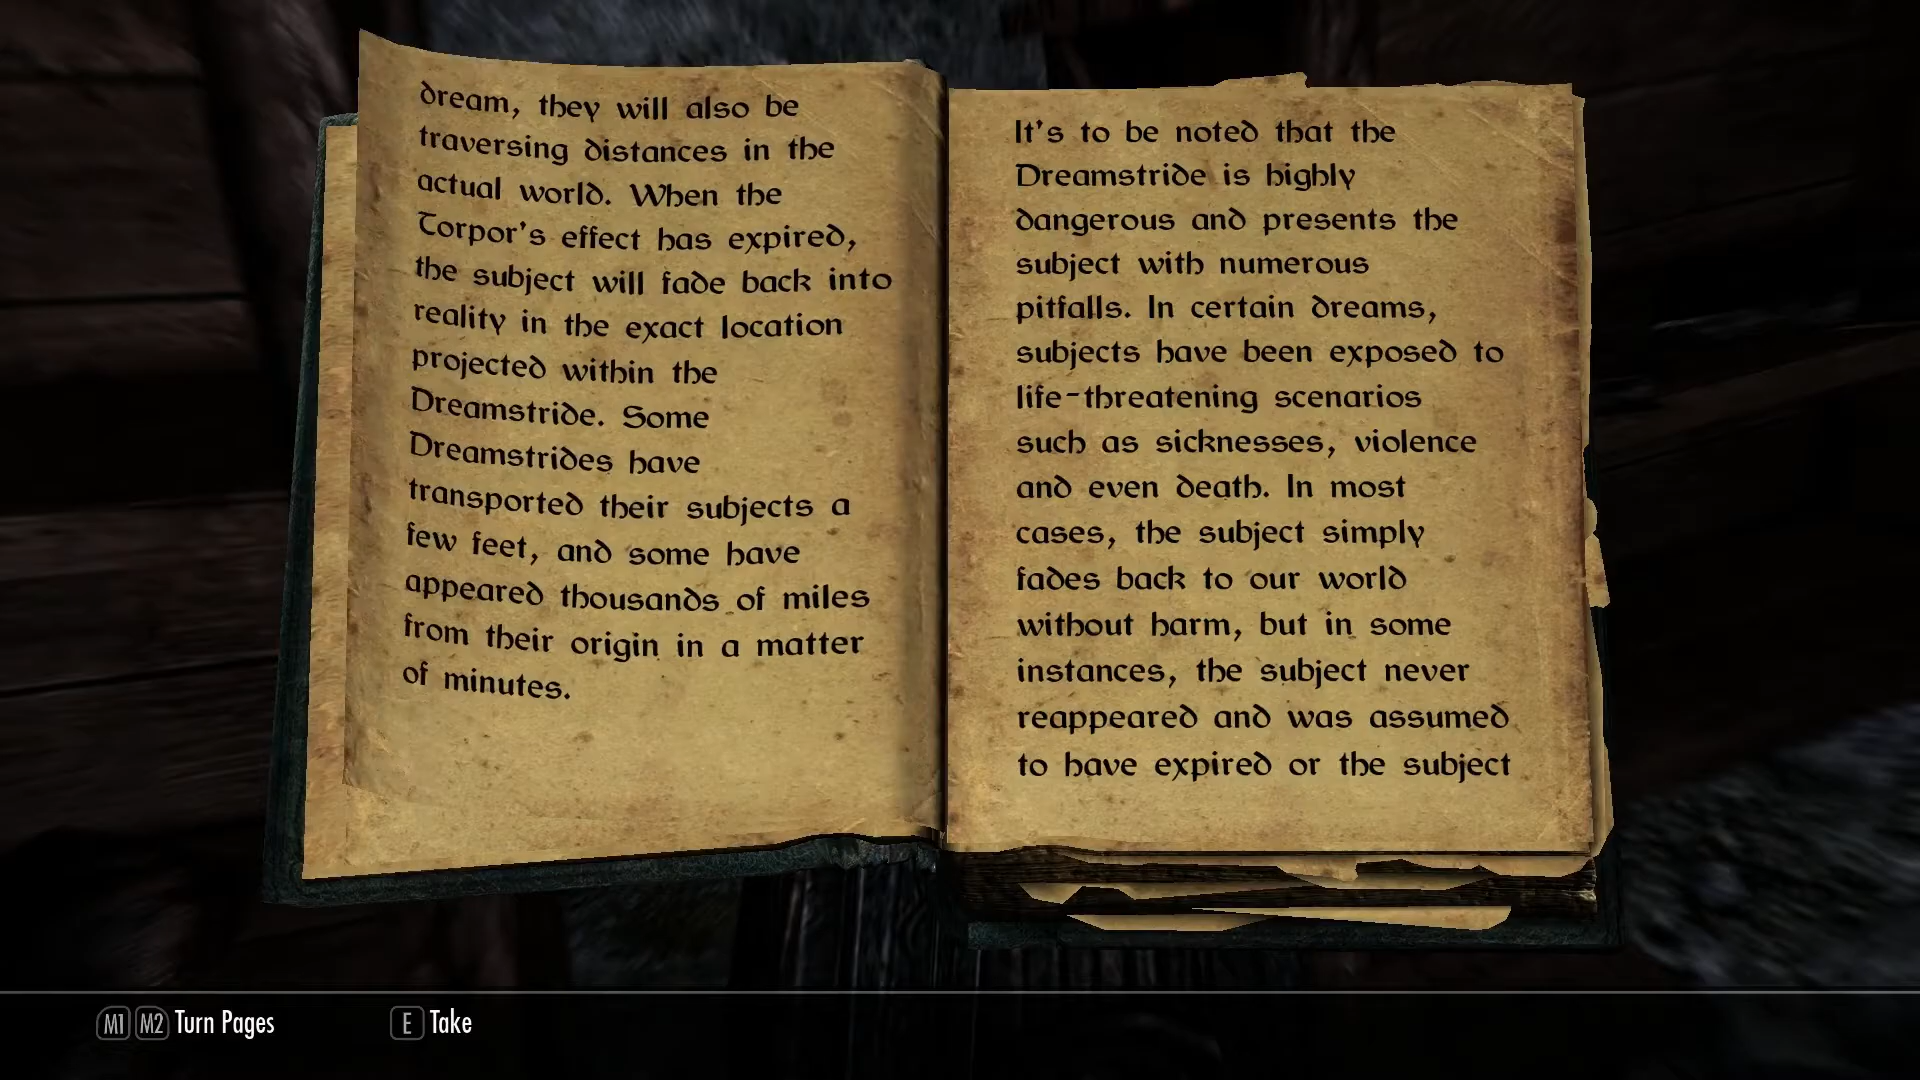 dream, they will also be
traversing distances in the
actual world. When the
Torpor's effect has expired,
the subject will fade back into
reality in the exact location
projected within the
Dreamstride. Some
Dreamstrides have
transported their subjects a
few feet, and some have
appeared thousands of miles
from their origin in a matter
of minutes.
It's to be noted that the
Dreamstride is highly
dangerous and presents the
subject with numerous
pitfalls. In certain dreams,
subjects have been exposed to
life-threatening scenarios
such as sicknesses, violence
and even death. In most
cases, the subject simply
fades back to our world
without harm, but in some
instances, the subject never
reappeared and was assumed
to have expired or the subject
M1 M2 Turn Pages
E Take